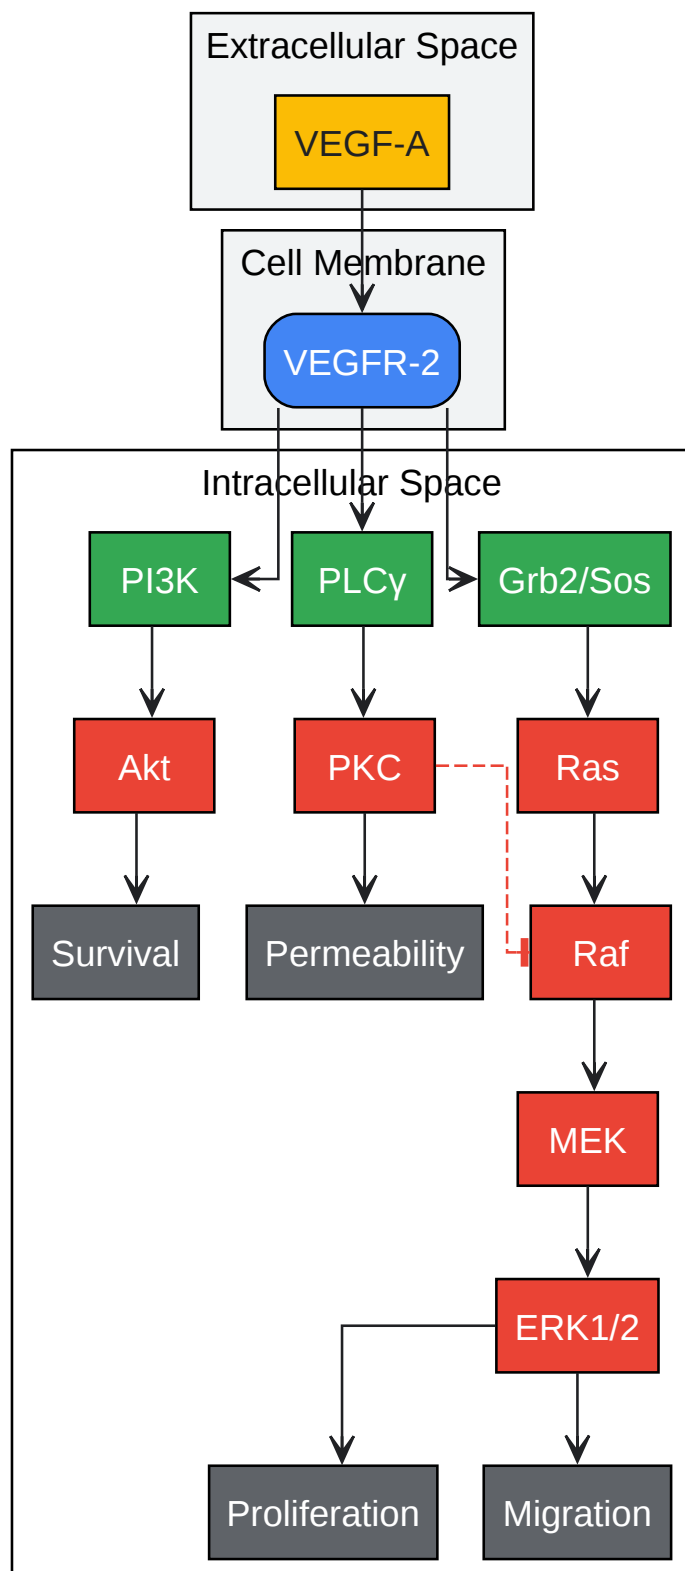 Extracellular Space
VEGF-A
Cell Membrane
VEGFR-2
Intracellular Space
PI3K
PLCγ
Grb2/Sos
Akt
PKC
Ras
Survival
Permeability
Raf
MEK
ERK1/2
Proliferation
Migration